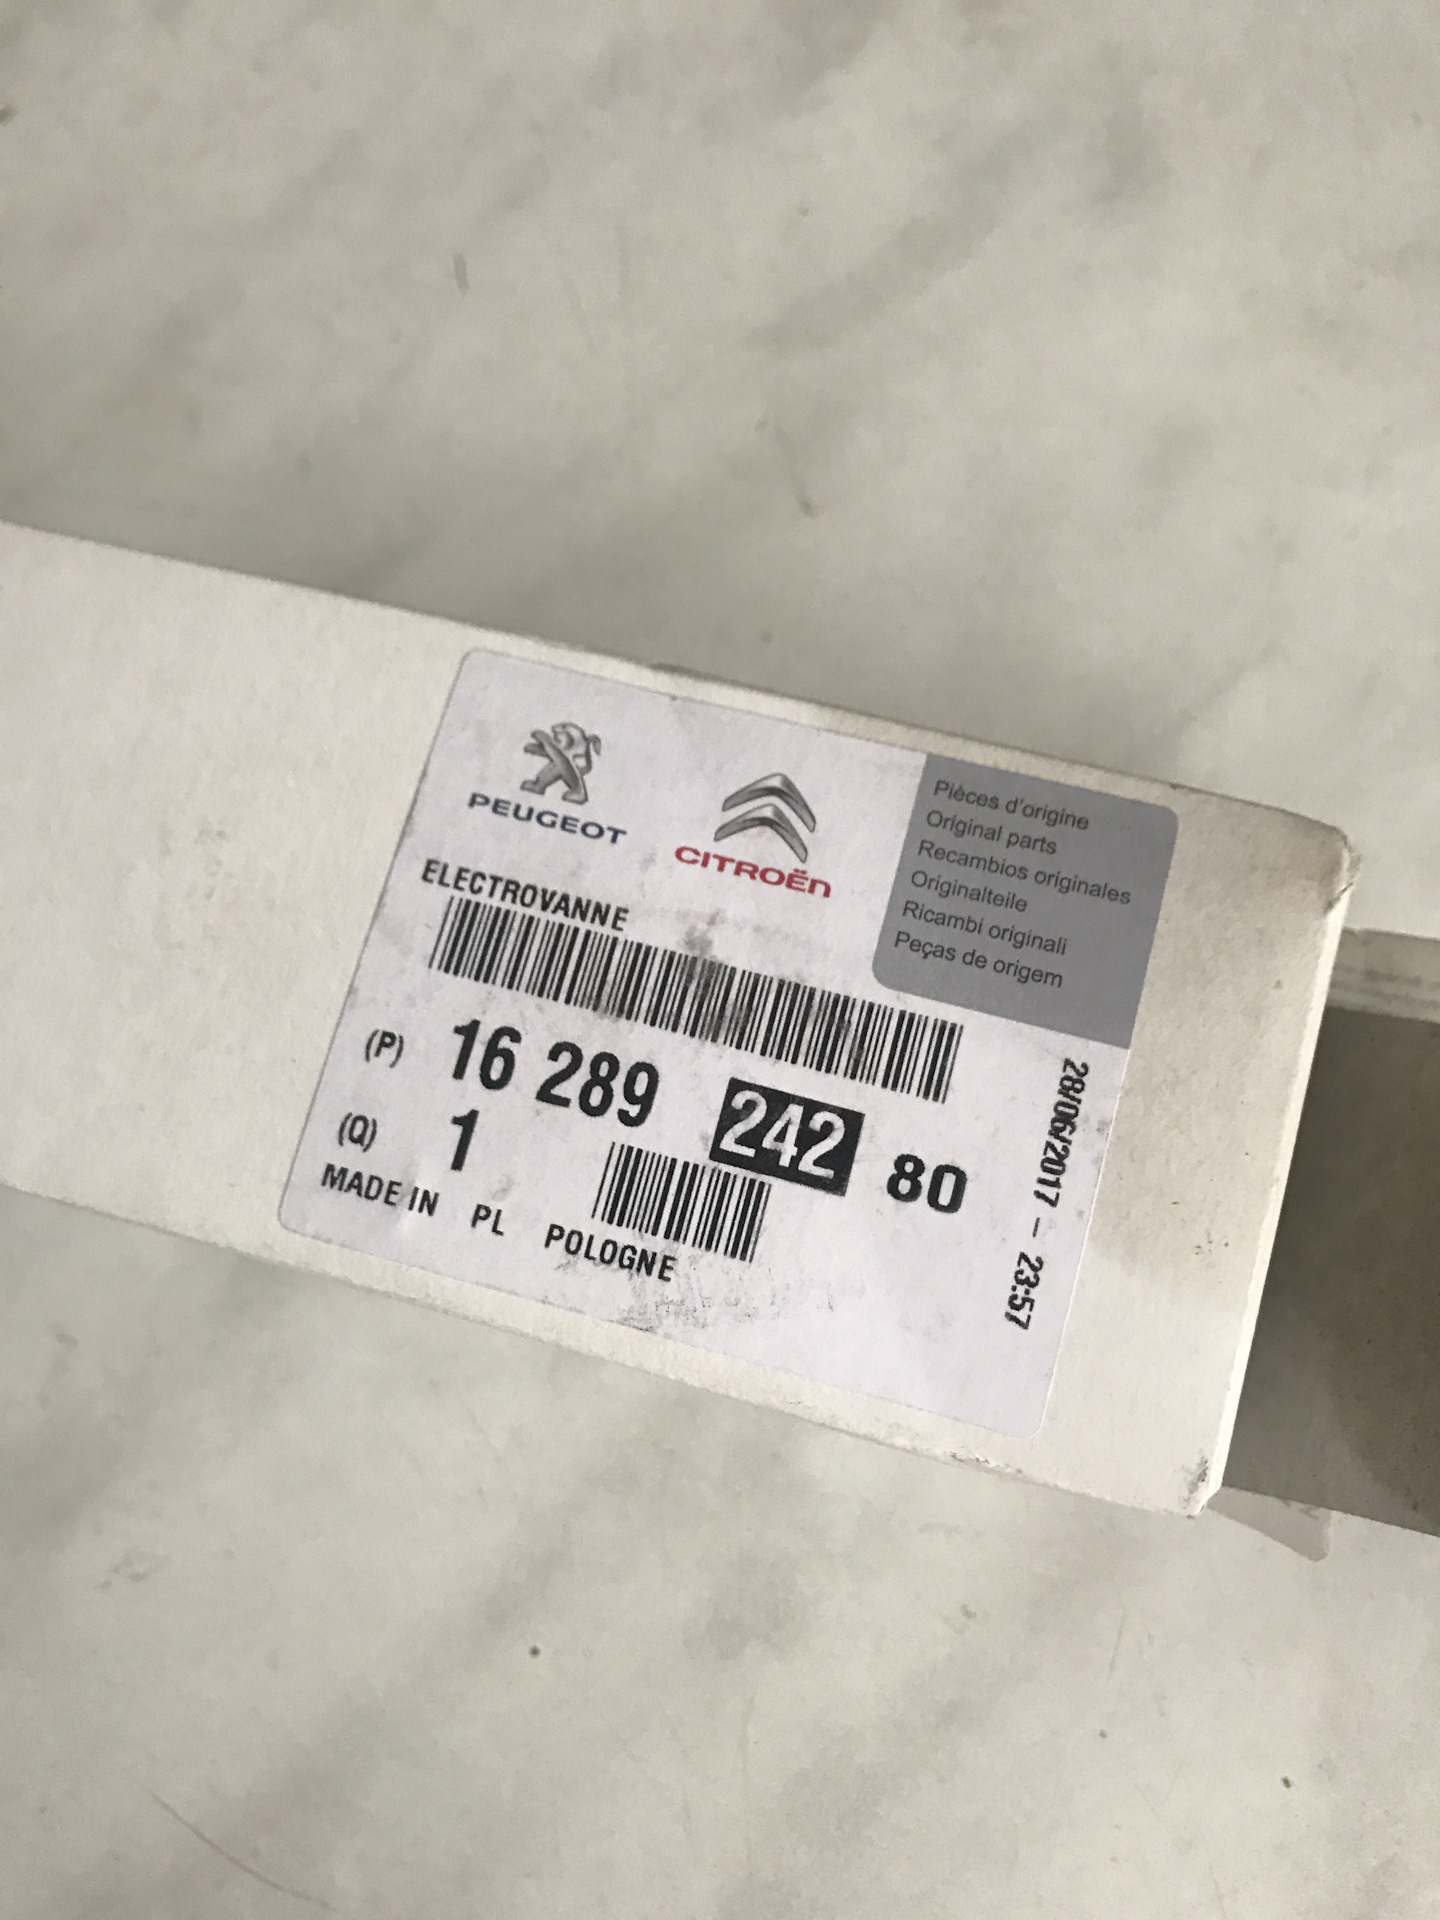 PEUGEOT
CITROËN
Pièces d'origine
Original parts
Recambios originales
Originalteile
Ricambi originali
Peças de origem
ELECTROVANNE
(P) 16 289 242 80
(Q) 1
MADE IN PL POLOGNE
28/06/2017 - 23:57